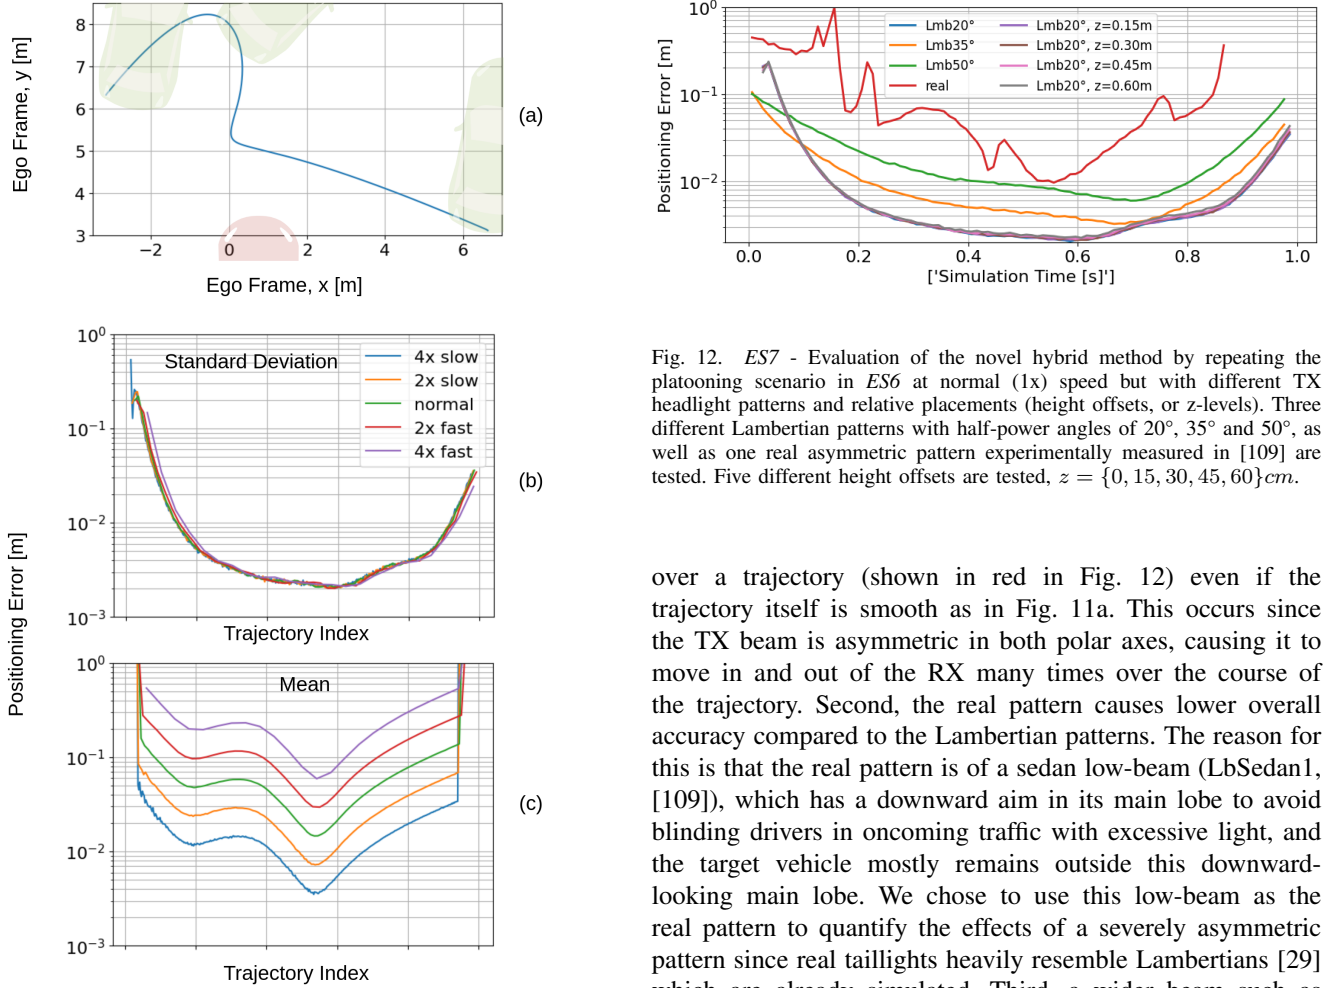 8
7
6
5
4
3
Ego Frame, y [m]
−2
0
2
4
6
Ego Frame, x [m]
(a)
10^0
10^−1
10^−2
10^−3
Standard Deviation
4x slow
2x slow
normal
2x fast
4x fast
Trajectory Index
(b)
Positioning Error [m]
10^0
10^−1
10^−2
10^−3
Mean
Trajectory Index
(c)
10^0
10^−1
10^−2
Positioning Error [m]
Lmb20°
Lmb35°
Lmb50°
real
Lmb20°, z=0.15m
Lmb20°, z=0.30m
Lmb20°, z=0.45m
Lmb20°, z=0.60m
0.0
0.2
0.4
0.6
0.8
1.0
['Simulation Time [s]']
Fig. 12. ES7 - Evaluation of the novel hybrid method by repeating the
platooning scenario in ES6 at normal (1x) speed but with different TX
headlight patterns and relative placements (height offsets, or z-levels). Three
different Lambertian patterns with half-power angles of 20°, 35° and 50°, as
well as one real asymmetric pattern experimentally measured in [109] are
tested. Five different height offsets are tested, z = {0, 15, 30, 45, 60}cm.
over a trajectory (shown in red in Fig. 12) even if the
trajectory itself is smooth as in Fig. 11a. This occurs since
the TX beam is asymmetric in both polar axes, causing it to
move in and out of the RX many times over the course of
the trajectory. Second, the real pattern causes lower overall
accuracy compared to the Lambertian patterns. The reason for
this is that the real pattern is of a sedan low-beam (LbSedan1,
[109]), which has a downward aim in its main lobe to avoid
blinding drivers in oncoming traffic with excessive light, and
the target vehicle mostly remains outside this downward-
looking main lobe. We chose to use this low-beam as the
real pattern to quantify the effects of a severely asymmetric
pattern since real taillights heavily resemble Lambertians [29]
which are already simulated. Third, a wider beam such as